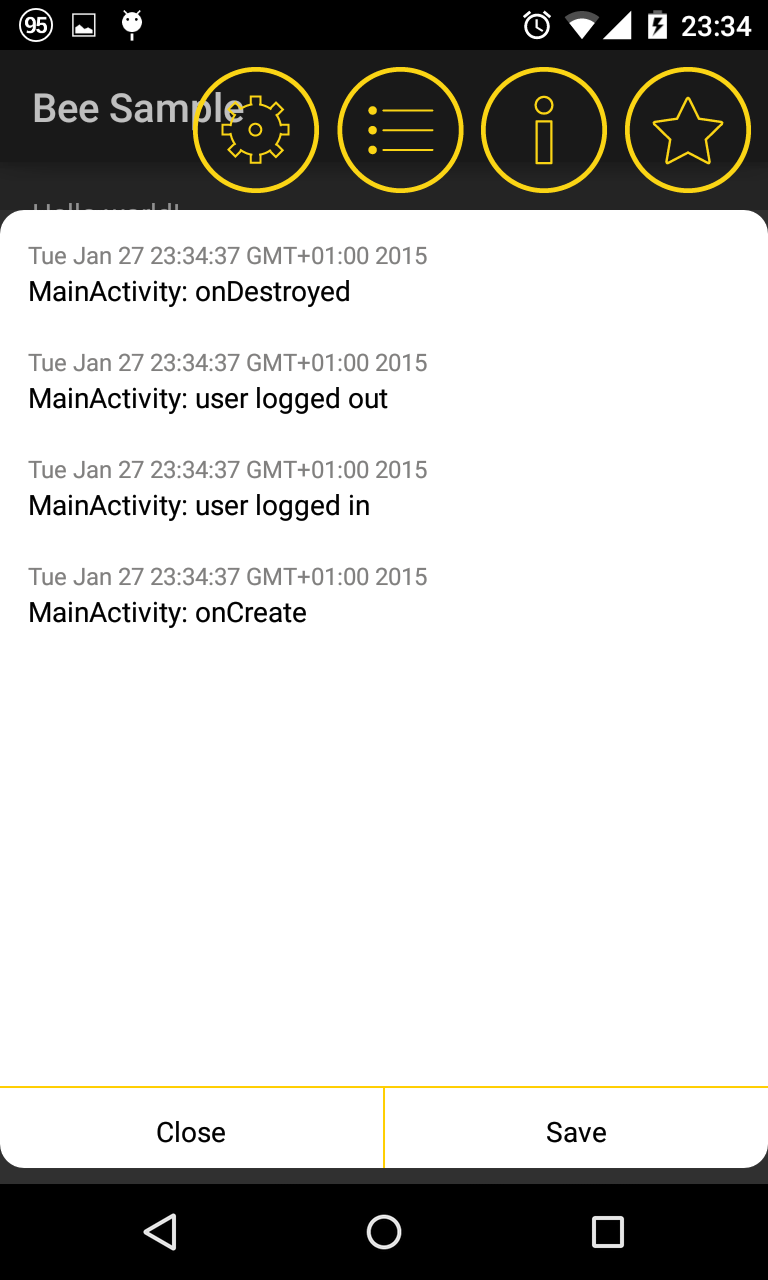 95
23:34
Bee Sample
Hello world!
Tue Jan 27 23:34:37 GMT+01:00 2015
MainActivity: onDestroyed
Tue Jan 27 23:34:37 GMT+01:00 2015
MainActivity: user logged out
Tue Jan 27 23:34:37 GMT+01:00 2015
MainActivity: user logged in
Tue Jan 27 23:34:37 GMT+01:00 2015
MainActivity: onCreate
Close
Save